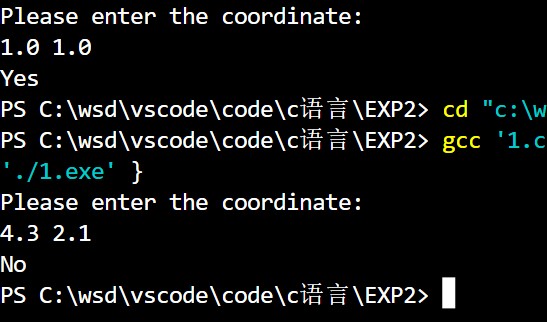 Please enter the coordinate:
1.0 1.0
Yes
PS C:\wsd\vscode\code\c语言\EXP2> cd "c:\w
PS C:\wsd\vscode\code\c语言\EXP2> gcc '1.c
'./1.exe' }
Please enter the coordinate:
4.3 2.1
No
PS C:\wsd\vscode\code\c语言\EXP2>